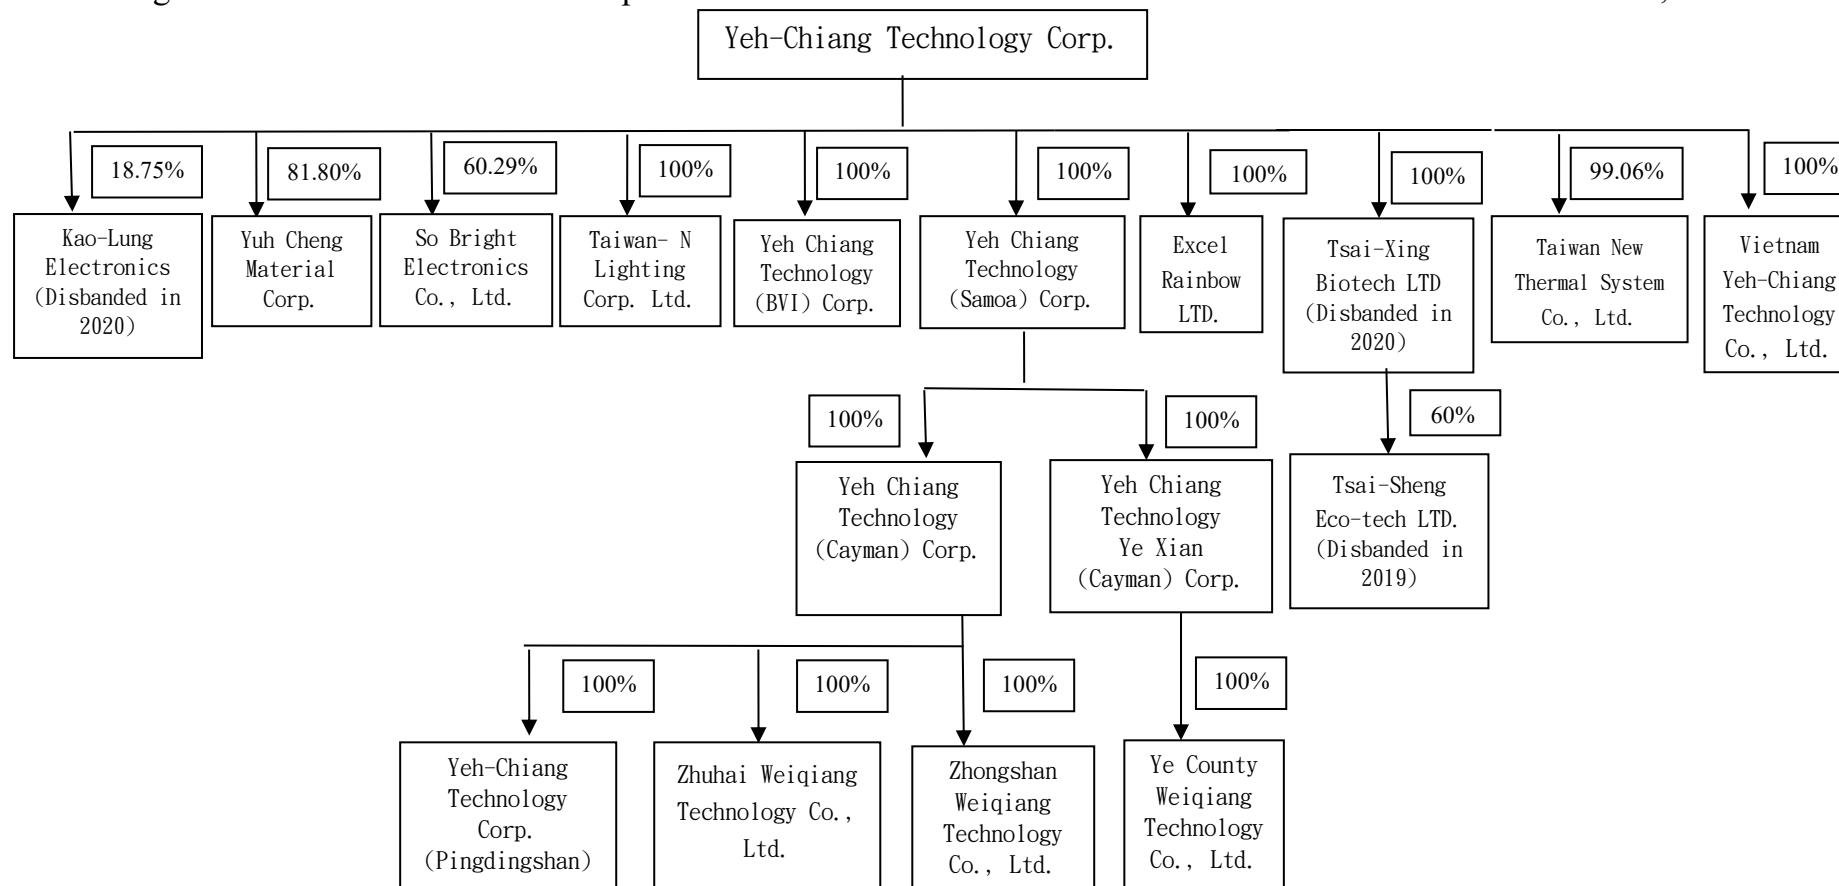 Yeh-Chiang Technology Corp.
18.75%
81.80%
60.29%
100%
100%
100%
100%
100%
99.06%
100%
Kao-Lung
Electronics
(Disbanded in
2020)
Yuh Cheng
Material
Corp.
So Bright
Electronics
Co., Ltd.
Taiwan- N
Lighting
Corp. Ltd.
Yeh Chiang
Technology
(BVI) Corp.
Yeh Chiang
Technology
(Samoa) Corp.
Excel
Rainbow
LTD.
Tsai-Xing
Biotech LTD
(Disbanded in
2020)
Taiwan New
Thermal System
Co., Ltd.
Vietnam
Yeh-Chiang
Technology
Co., Ltd.
100%
100%
60%
Yeh Chiang
Technology
(Cayman) Corp.
Yeh Chiang
Technology
Ye Xian
(Cayman) Corp.
Tsai-Sheng
Eco-tech LTD.
(Disbanded in
2019)
100%
100%
100%
100%
Yeh-Chiang
Technology
Corp.
(Pingdingshan)
Zhuhai Weiqiang
Technology Co.,
Ltd.
Zhongshan
Weiqiang
Technology
Co., Ltd.
Ye County
Weiqiang
Technology
Co., Ltd.